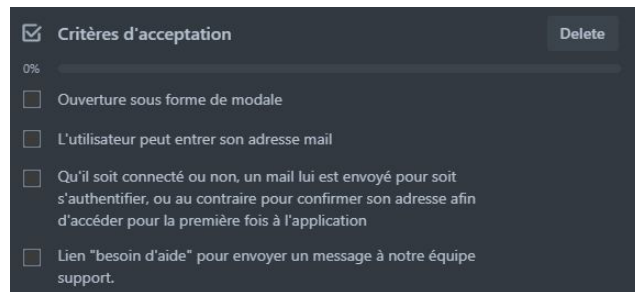 Critères d'acceptation
Delete
0%
Ouverture sous forme de modale
L'utilisateur peut entrer son adresse mail
Qu'il soit connecté ou non, un mail lui est envoyé pour soit
s'authentifier, ou au contraire pour confirmer son adresse afin
d'accéder pour la première fois à l'application
Lien "besoin d'aide" pour envoyer un message à notre équipe
support.